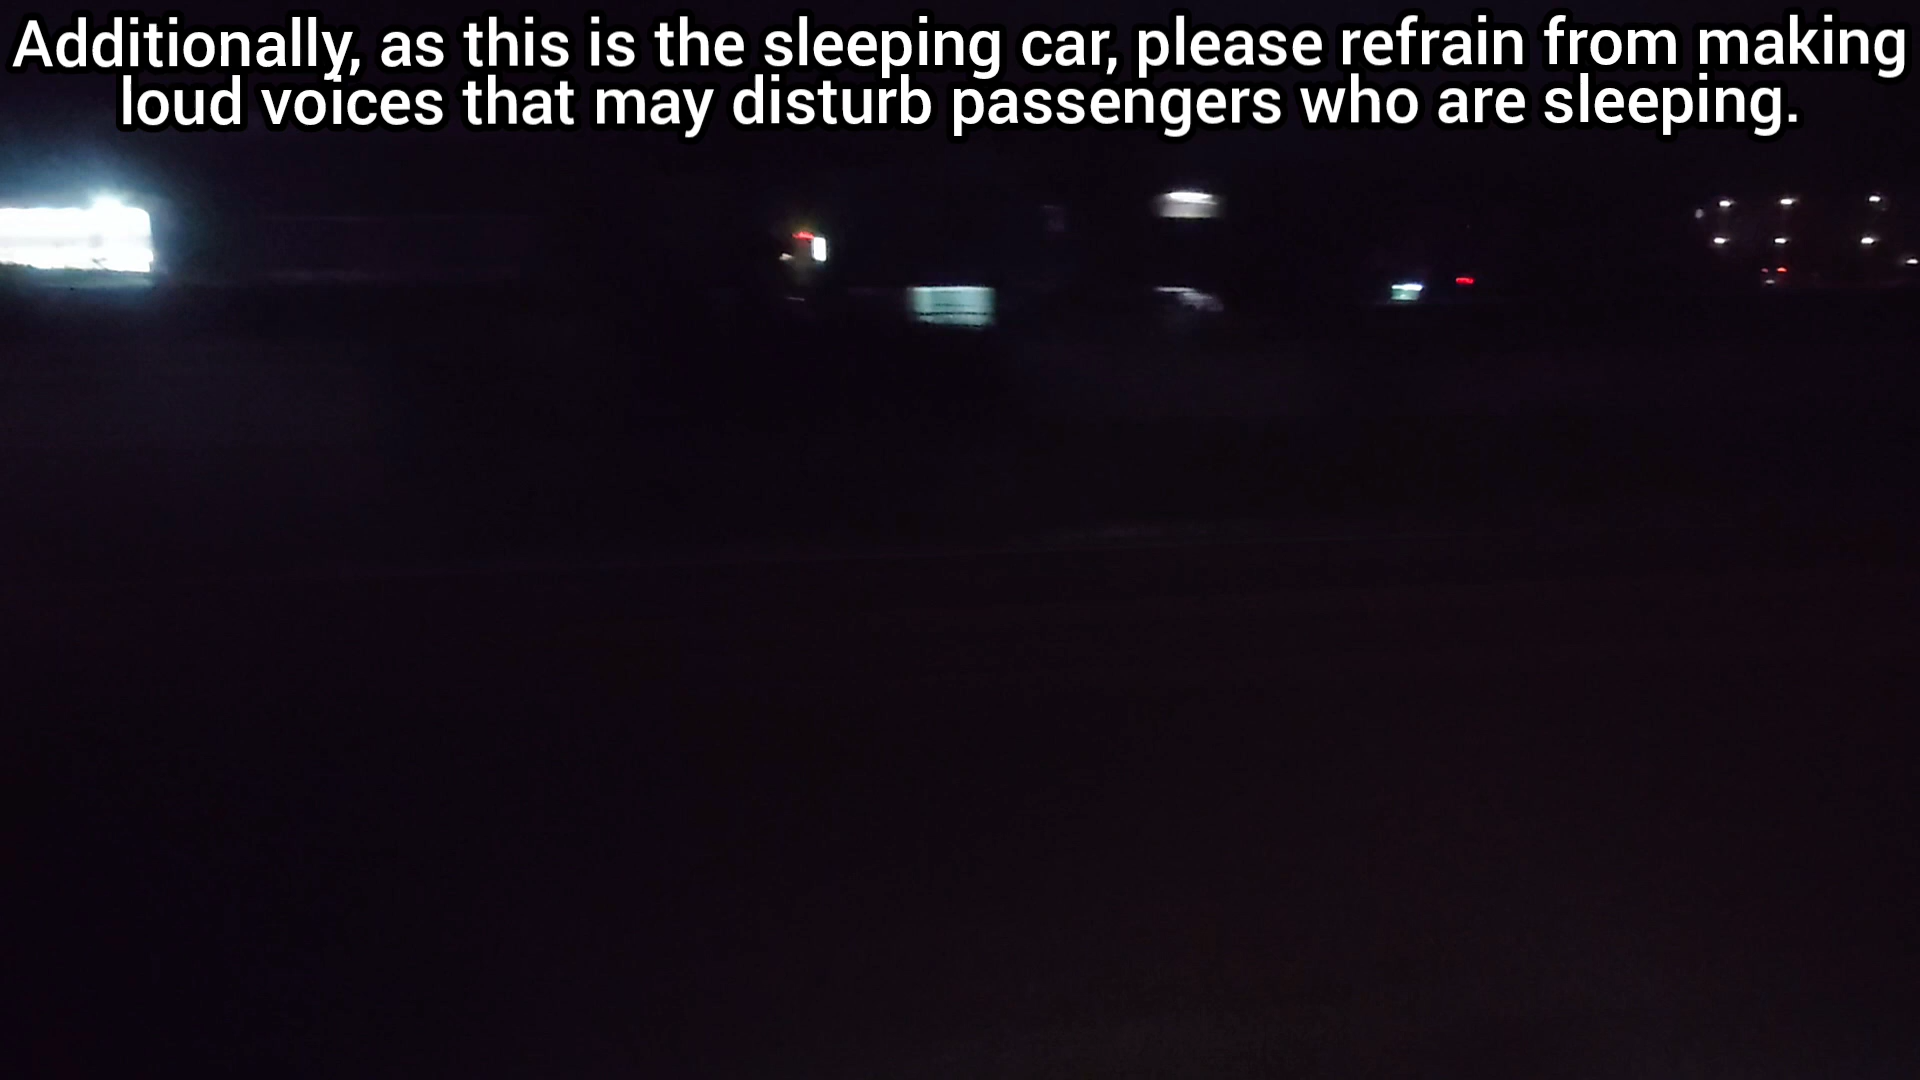 Additionally, as this is the sleeping car, please refrain from making
loud voices that may disturb passengers who are sleeping.